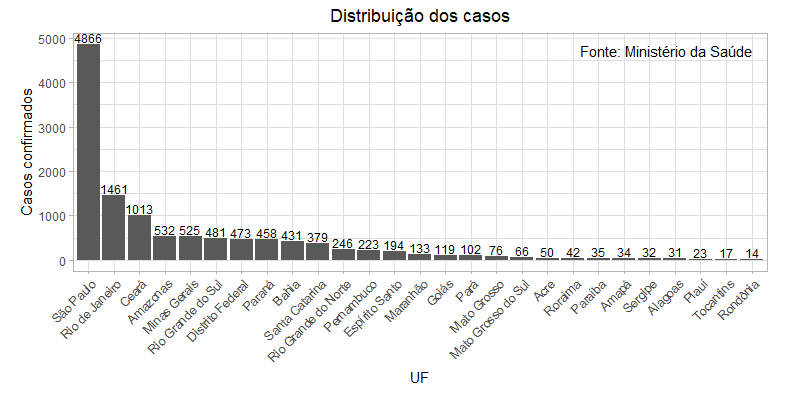 Distribuição dos casos
Fonte: Ministério da Saúde
Casos confirmados
5000
4000
3000
2000
1000
0
4866
1461
1013
532
525
481
473
458
431
379
246
223
194
133
119
102
76
66
50
42
35
34
32
31
23
17
14
São Paulo
Rio de Janeiro
Ceará
Amazonas
Minas Gerais
Rio Grande do Sul
Distrito Federal
Paraná
Bahia
Santa Catarina
Rio Grande do Norte
Pernambuco
Espírito Santo
Maranhão
Goiás
Pará
Mato Grosso
Mato Grosso do Sul
Acre
Roraima
Paraíba
Amapá
Sergipe
Alagoas
Piauí
Tocantins
Rondônia
UF